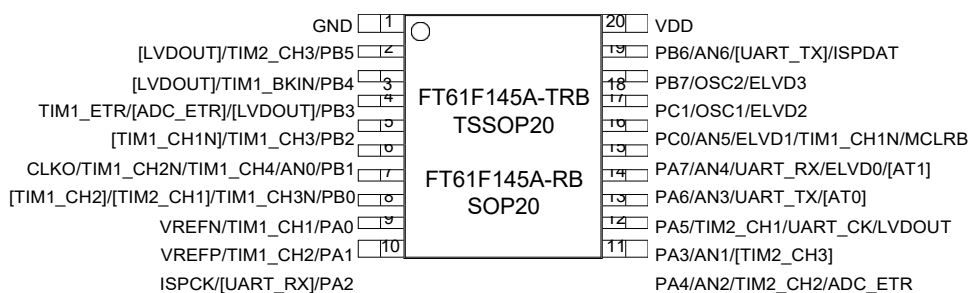 GND 1
[LVDOUT]/TIM2_CH3/PB5 2
[LVDOUT]/TIM1_BKIN/PB4 3
TIM1_ETR/[ADC_ETR]/[LVDOUT]/PB3 4
[TIM1_CH1N]/TIM1_CH3/PB2 5
CLKO/TIM1_CH2N/TIM1_CH4/AN0/PB1 6
[TIM1_CH2]/[TIM2_CH1]/TIM1_CH3N/PB0 7
VREFN/TIM1_CH1/PA0 8
VREFP/TIM1_CH2/PA1 9
ISPCK/[UART_RX]/PA2 10
FT61F145A-TRB
TSSOP20
FT61F145A-RB
SOP20
20 VDD
19 PB6/AN6/[UART_TX]/ISPDAT
18 PB7/OSC2/ELVD3
17 PC1/OSC1/ELVD2
16 PC0/AN5/ELVD1/TIM1_CH1N/MCLRB
15 PA7/AN4/UART_RX/ELVD0/[AT1]
14 PA6/AN3/UART_TX/[AT0]
13 PA5/TIM2_CH1/UART_CK/LVDOUT
12 PA3/AN1/[TIM2_CH3]
11 PA4/AN2/TIM2_CH2/ADC_ETR